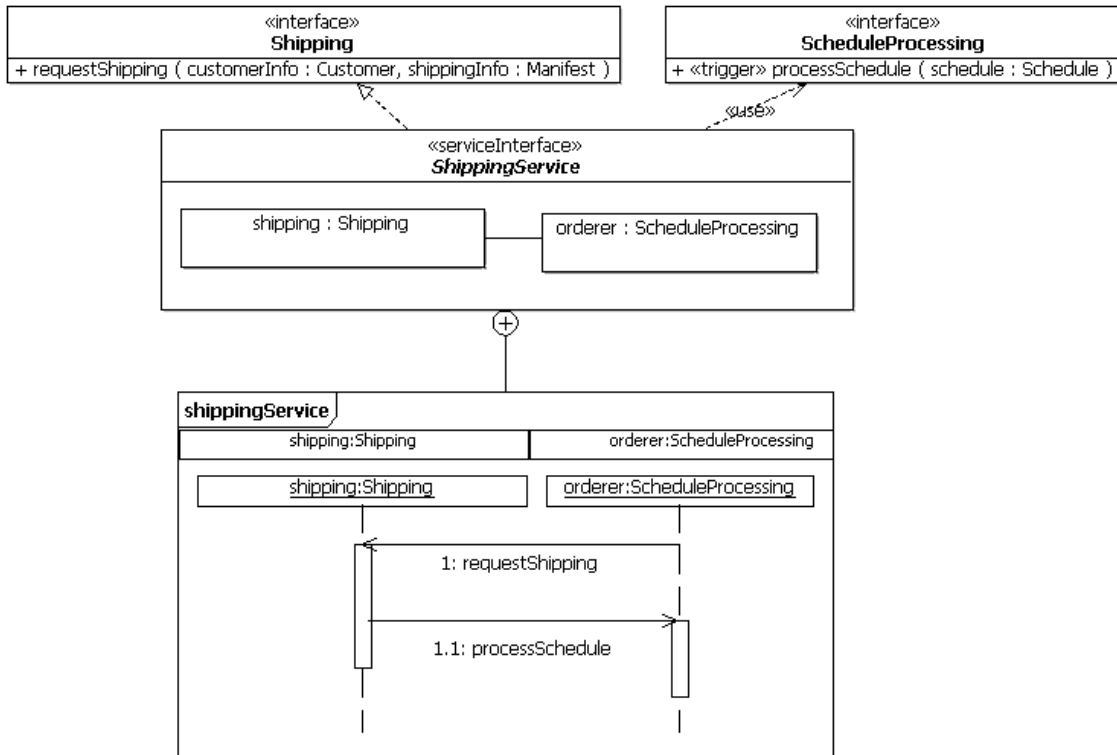 «interface»
Shipping
+ requestShipping ( customerInfo : Customer, shippingInfo : Manifest )
«interface»
ScheduleProcessing
+ «trigger» processSchedule ( schedule : Schedule )
«use»
«serviceInterface»
ShippingService
shipping : Shipping
orderer : ScheduleProcessing
shippingService
shipping:Shipping
orderer:ScheduleProcessing
shipping:Shipping
orderer:ScheduleProcessing
1: requestShipping
1.1: processSchedule